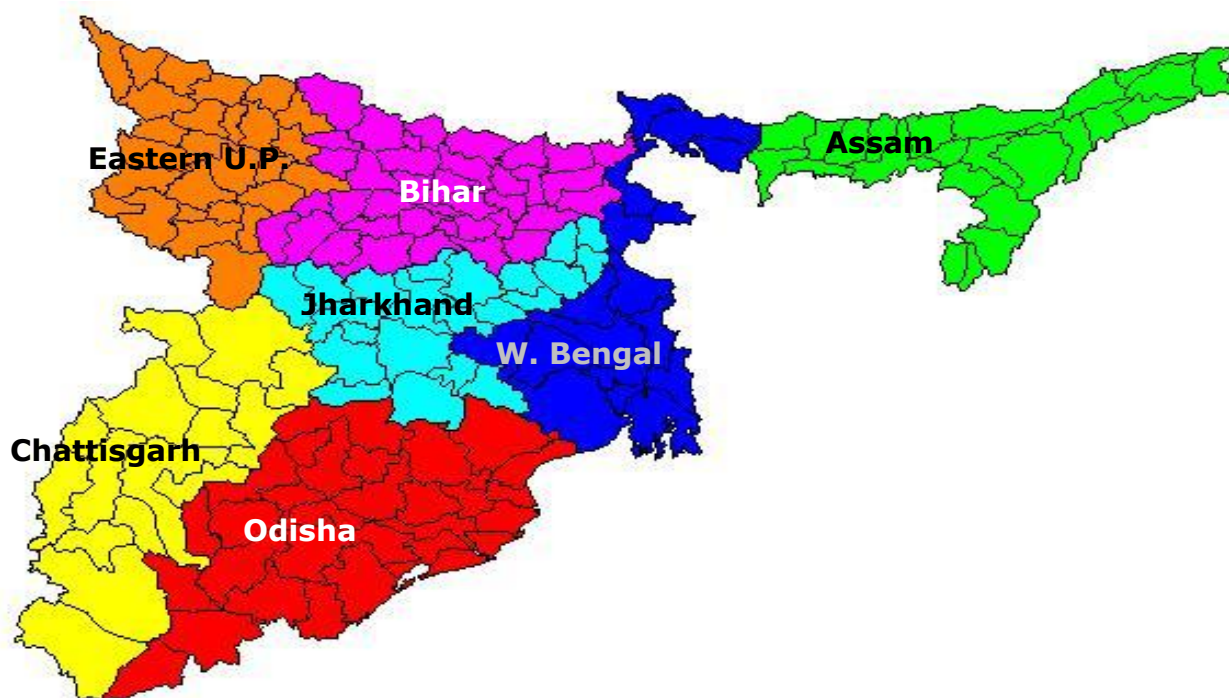 Assam
Eastern U.P.
Bihar
Jharkhand
W. Bengal
Chattisgarh
Odisha